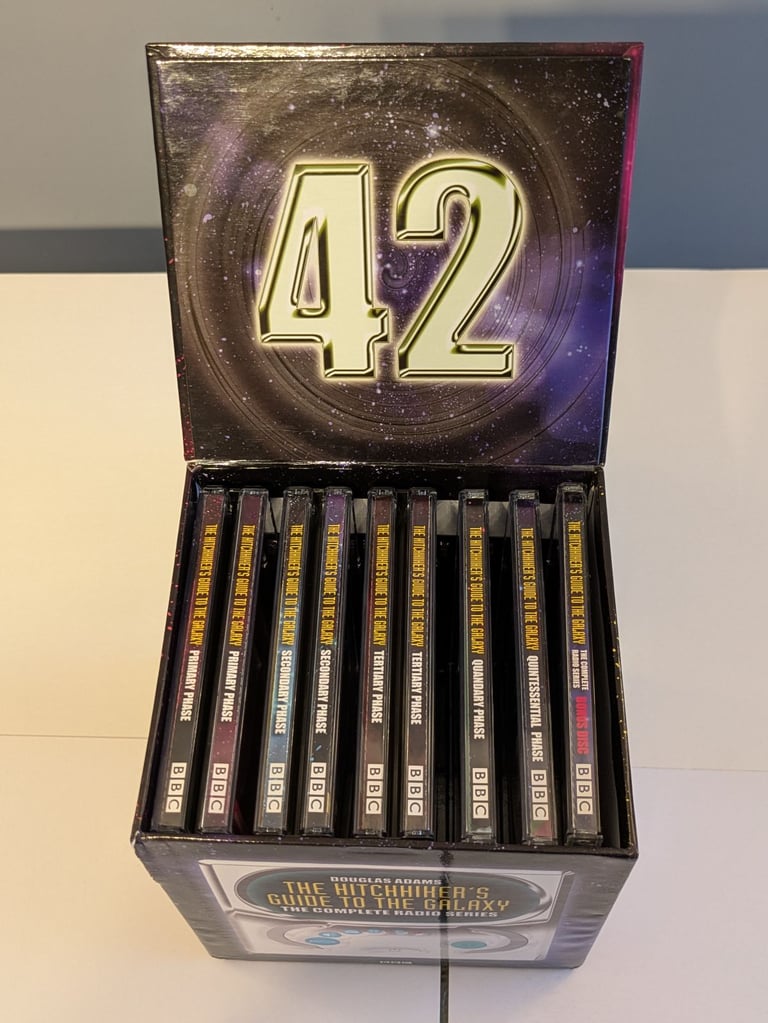 42
THE HITCHHIKER'S GUIDE TO THE GALAXY PRIMARY PHASE BBC
THE HITCHHIKER'S GUIDE TO THE GALAXY PRIMARY PHASE BBC
THE HITCHHIKER'S GUIDE TO THE GALAXY SECONDARY PHASE BBC
THE HITCHHIKER'S GUIDE TO THE GALAXY SECONDARY PHASE BBC
THE HITCHHIKER'S GUIDE TO THE GALAXY TERTIARY PHASE BBC
THE HITCHHIKER'S GUIDE TO THE GALAXY TERTIARY PHASE BBC
THE HITCHHIKER'S GUIDE TO THE GALAXY QUANDARY PHASE BBC
THE HITCHHIKER'S GUIDE TO THE GALAXY QUINTESSENTIAL PHASE BBC
THE HITCHHIKER'S GUIDE TO THE GALAXY THE COMPLETE RADIO SERIES BONUS DISC BBC
DOUGLAS ADAMS
THE HITCHHIKER'S
GUIDE TO THE GALAXY
THE COMPLETE RADIO SERIES